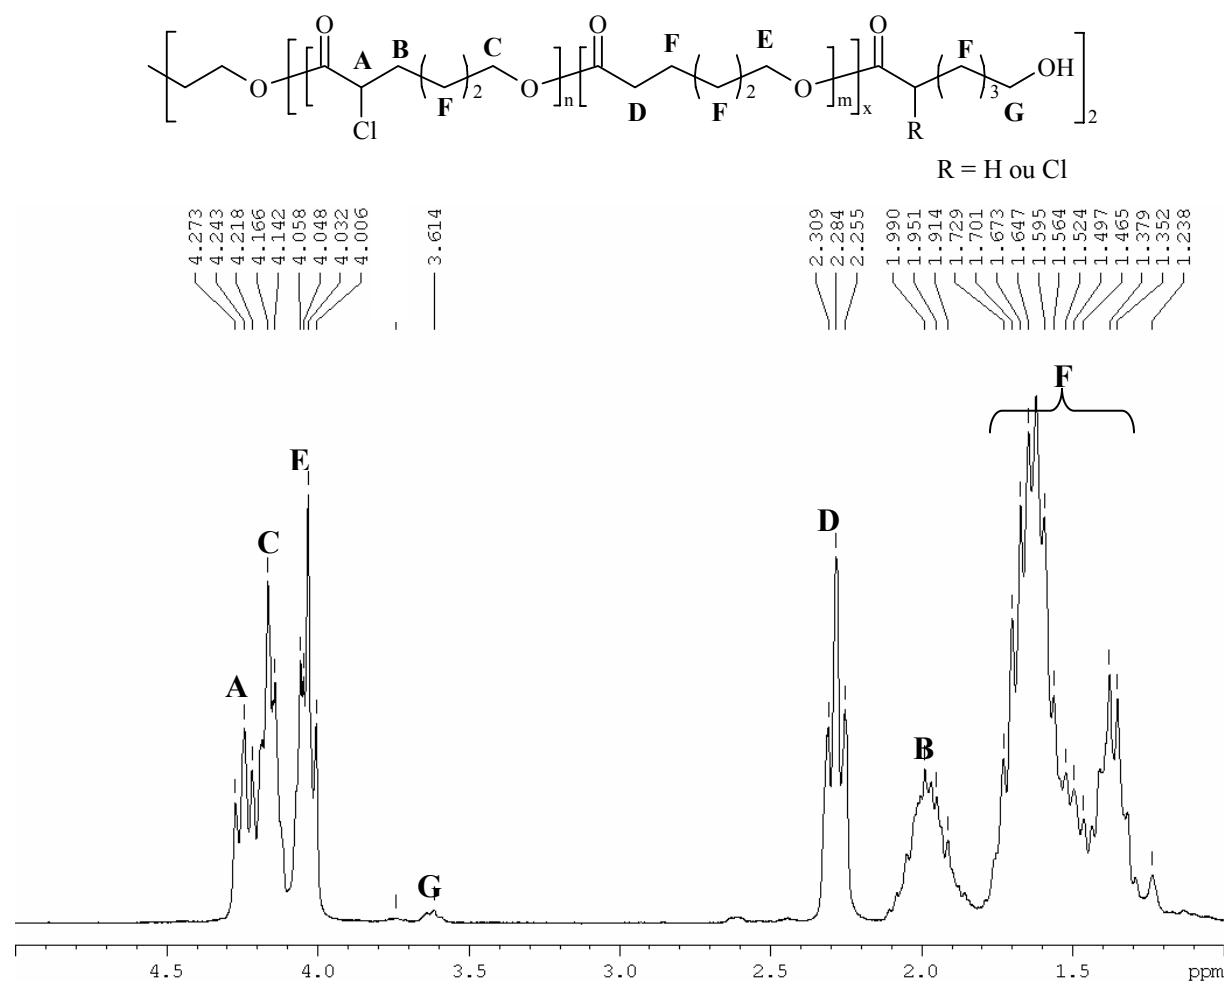 O O O
A B C F E F
O O O OH
F 2 n D F 2 m x 3 G 2
Cl R
R = H ou Cl
4.273 4.243 4.218 4.166 4.142 4.058 4.048 4.032 4.006 3.614 2.309 2.284 2.255 1.990 1.951 1.914 1.729 1.701 1.673 1.647 1.595 1.564 1.524 1.497 1.465 1.379 1.352 1.238
F
E
C D
A B
G
4.5 4.0 3.5 3.0 2.5 2.0 1.5 ppm